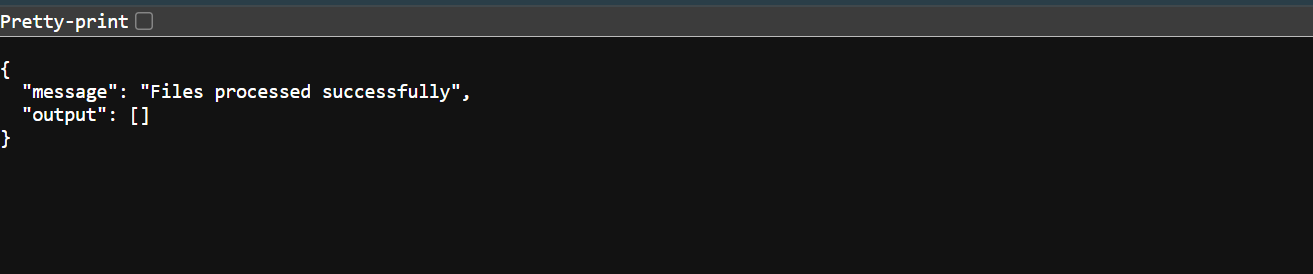 Pretty-print
{
  "message": "Files processed successfully",
  "output": []
}